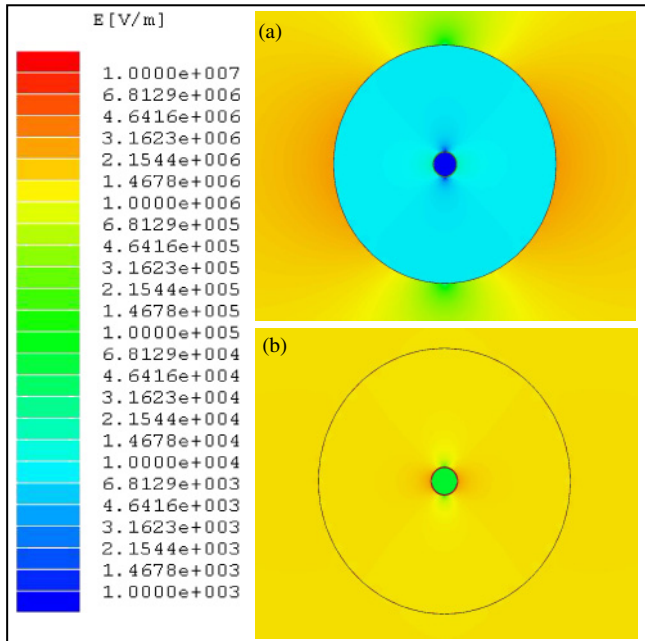 E[V/m]
1.0000e+007
6.8129e+006
4.6416e+006
3.1623e+006
2.1544e+006
1.4678e+006
1.0000e+006
6.8129e+005
4.6416e+005
3.1623e+005
2.1544e+005
1.4678e+005
1.0000e+005
6.8129e+004
4.6416e+004
3.1623e+004
2.1544e+004
1.4678e+004
1.0000e+004
6.8129e+003
4.6416e+003
3.1623e+003
2.1544e+003
1.4678e+003
1.0000e+003
(a)
(b)